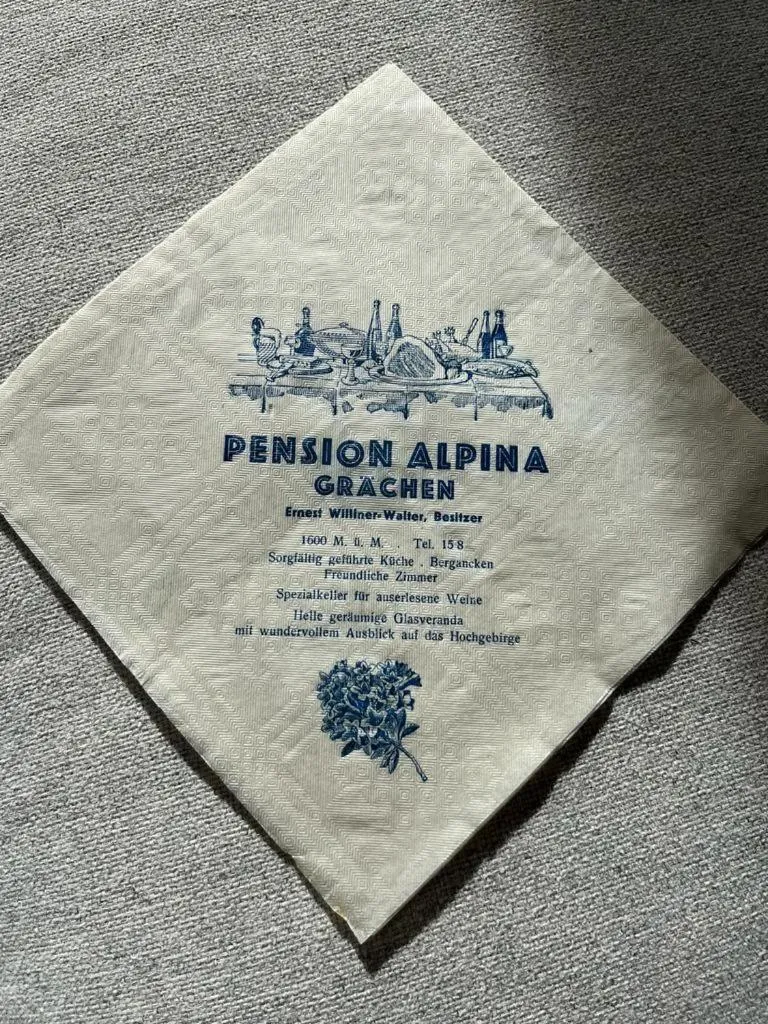 PENSION ALPINA
GRÄCHEN
Ernest Williner-Walter, Besitzer
1600 M. ü. M. . Tel. 15 8
Sorgfältig geführte Küche . Bergancken
Freundliche Zimmer
Spezialkeller für auserlesene Weine
Helle geräumige Glasveranda
mit wundervollem Ausblick auf das Hochgebirge